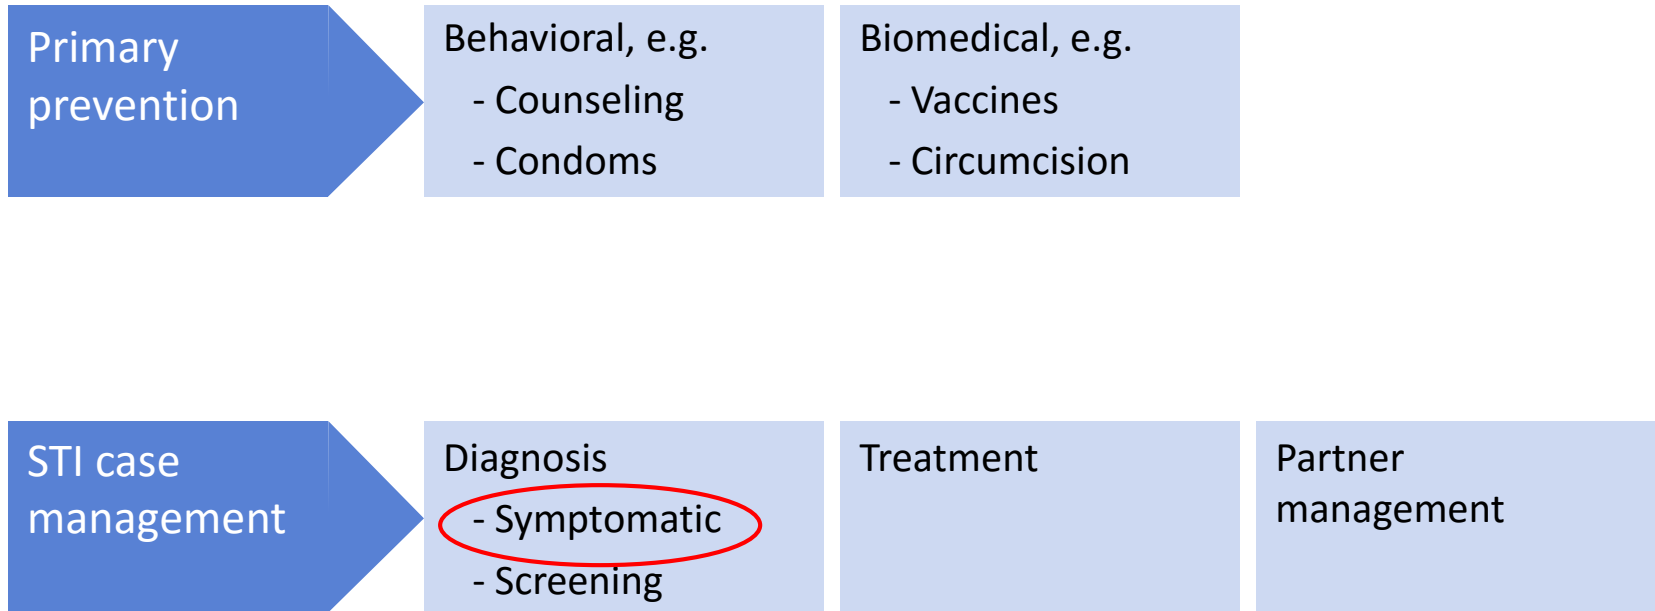 Primary
prevention
Behavioral, e.g.
- Counseling
- Condoms
Biomedical, e.g.
- Vaccines
- Circumcision
STI case
management
Diagnosis
- Symptomatic
- Screening
Treatment
Partner
management